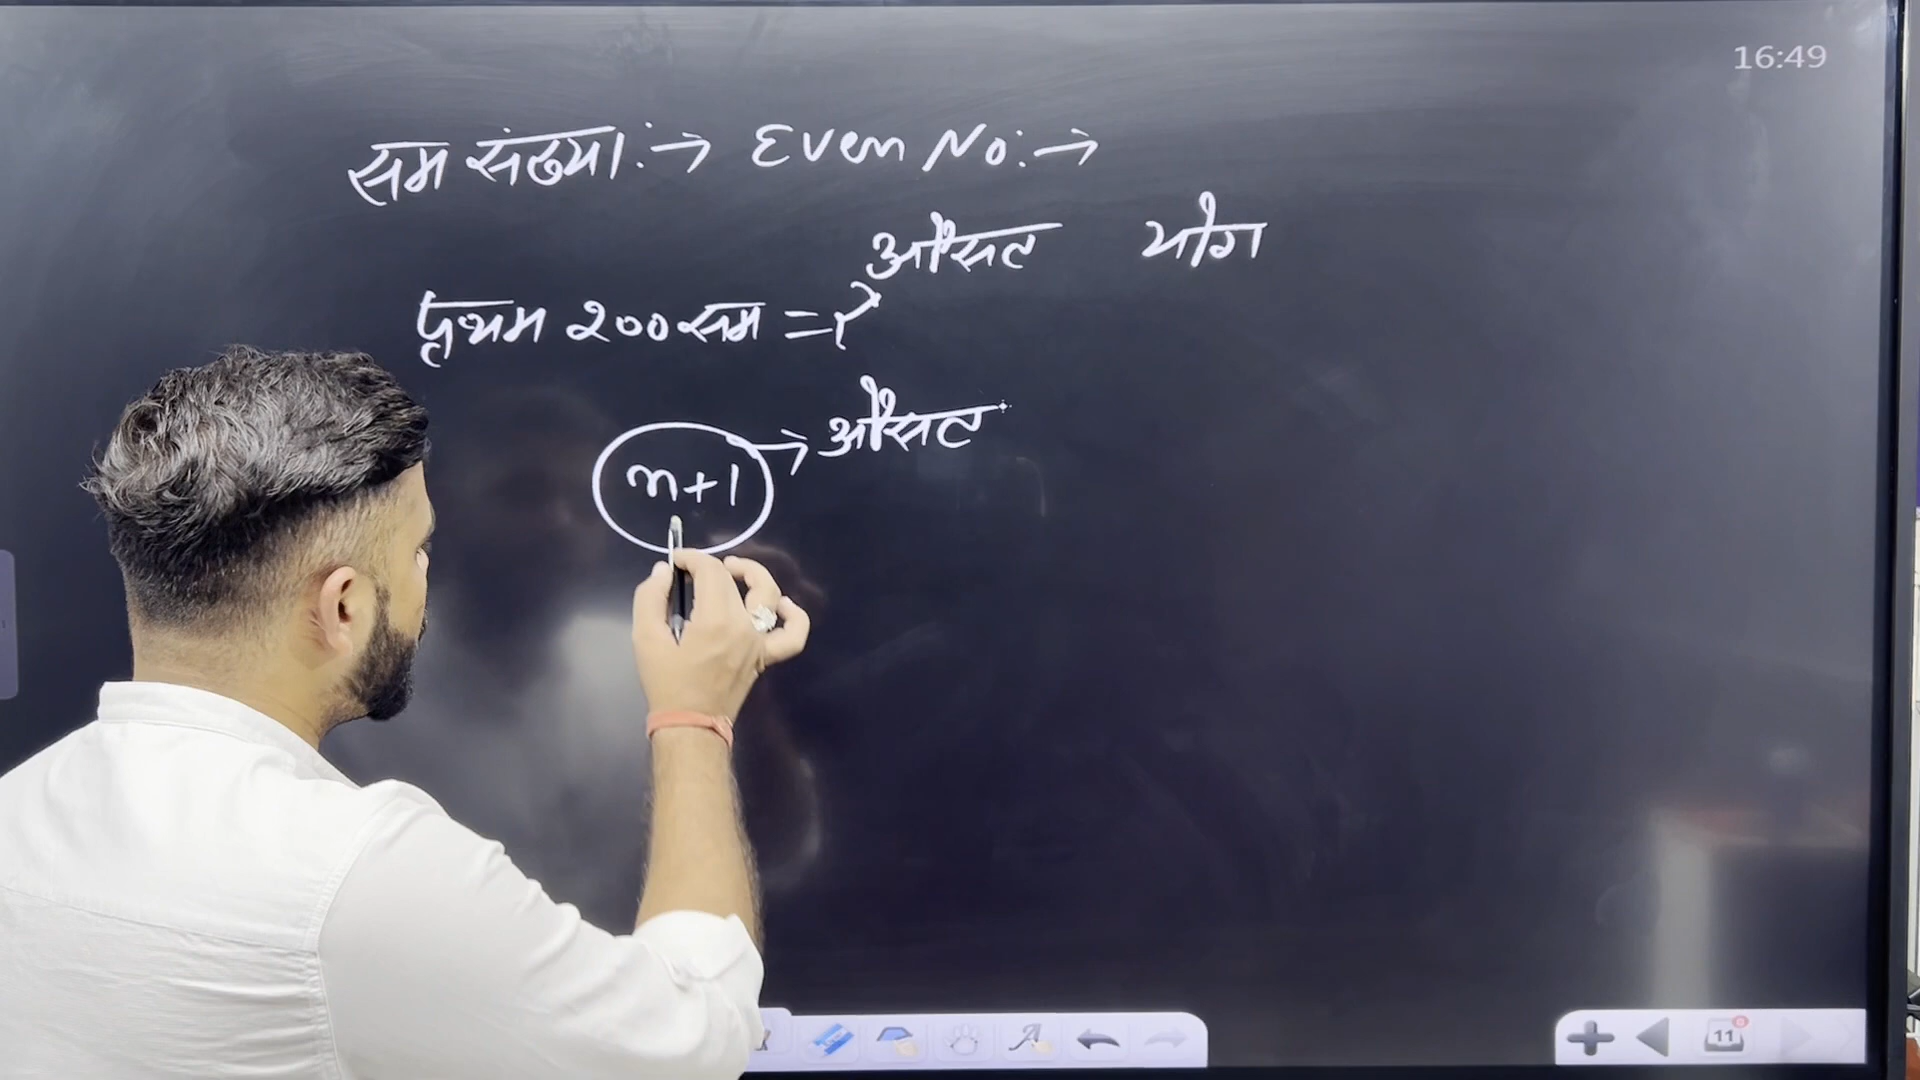 16:49
सम संख्या:→ Even No:→
औसत योग
प्रथम 200 सम = ?
n+1 → औसत
11